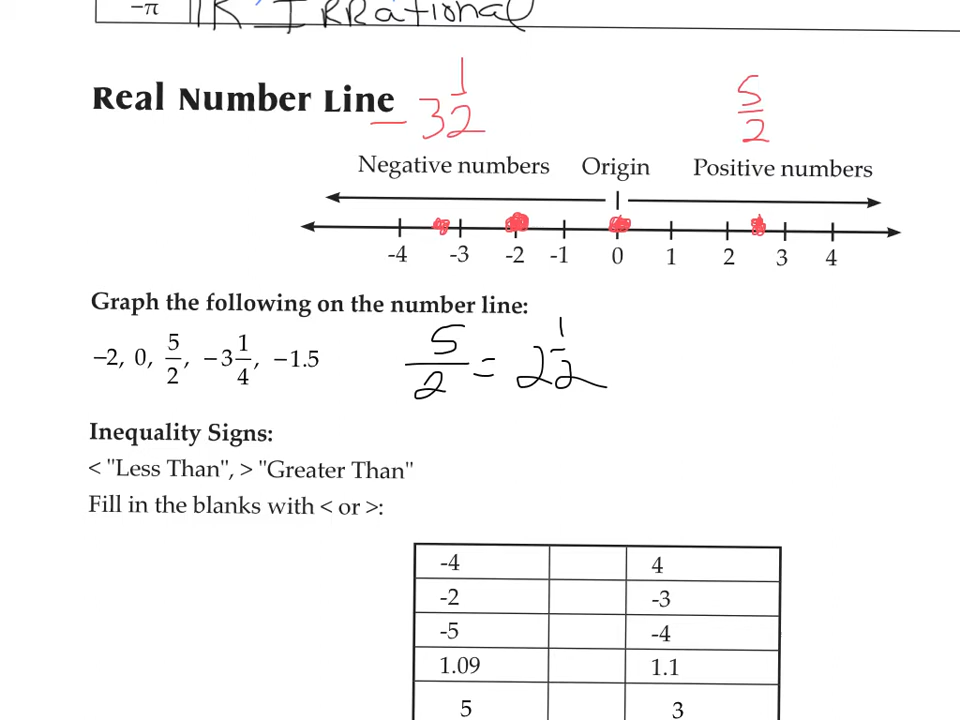 -π IR IRRational
Real Number Line -3 1/2 5/2
Negative numbers Origin Positive numbers
-4 -3 -2 -1 0 1 2 3 4
Graph the following on the number line:
-2, 0, 5/2, -3 1/4, -1.5 5/2 = 2 1/2
Inequality Signs:
< "Less Than", > "Greater Than"
Fill in the blanks with < or >:
-4 4
-2 -3
-5 -4
1.09 1.1
5 3